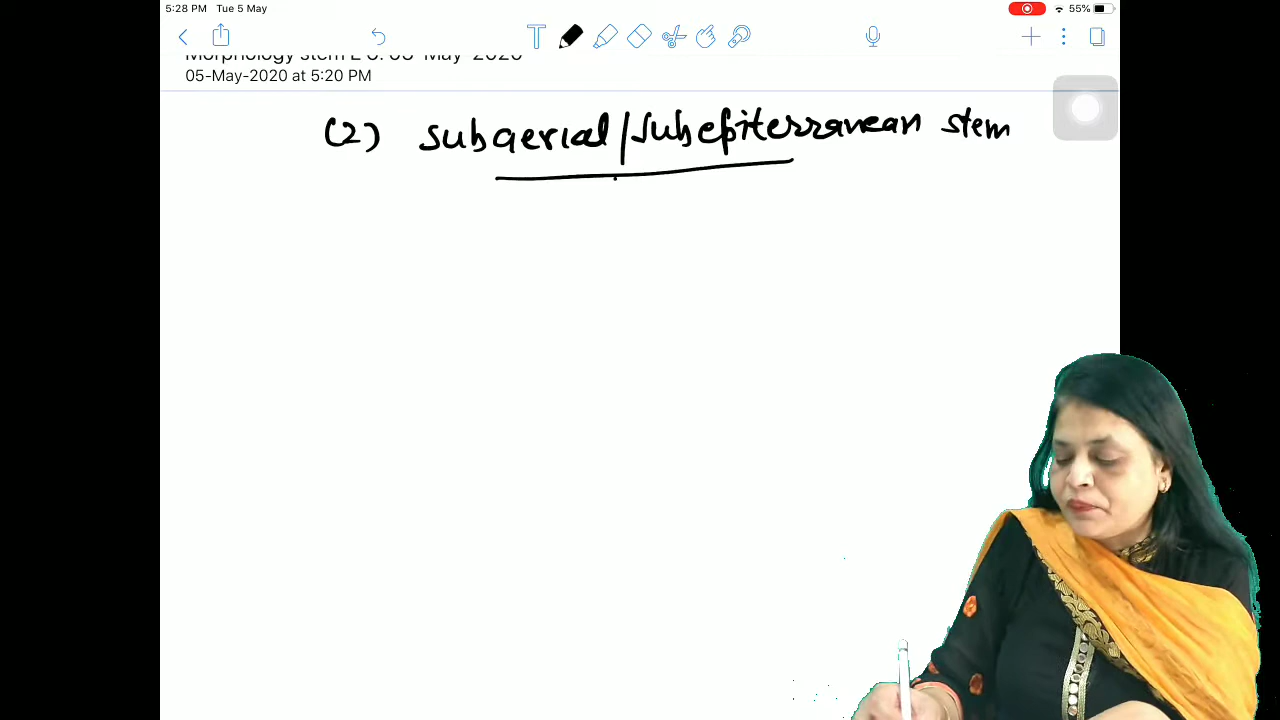 5:28 PM Tue 5 May
55%
05-May-2020 at 5:20 PM
(2) subaerial/subepiterranean stem